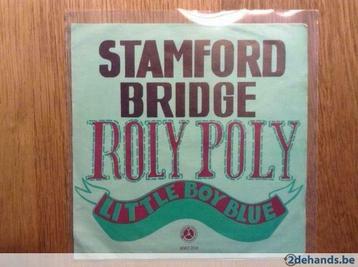 STAMFORD
BRIDGE
ROLY POLY
LITTLE BOY BLUE
2dehands.be